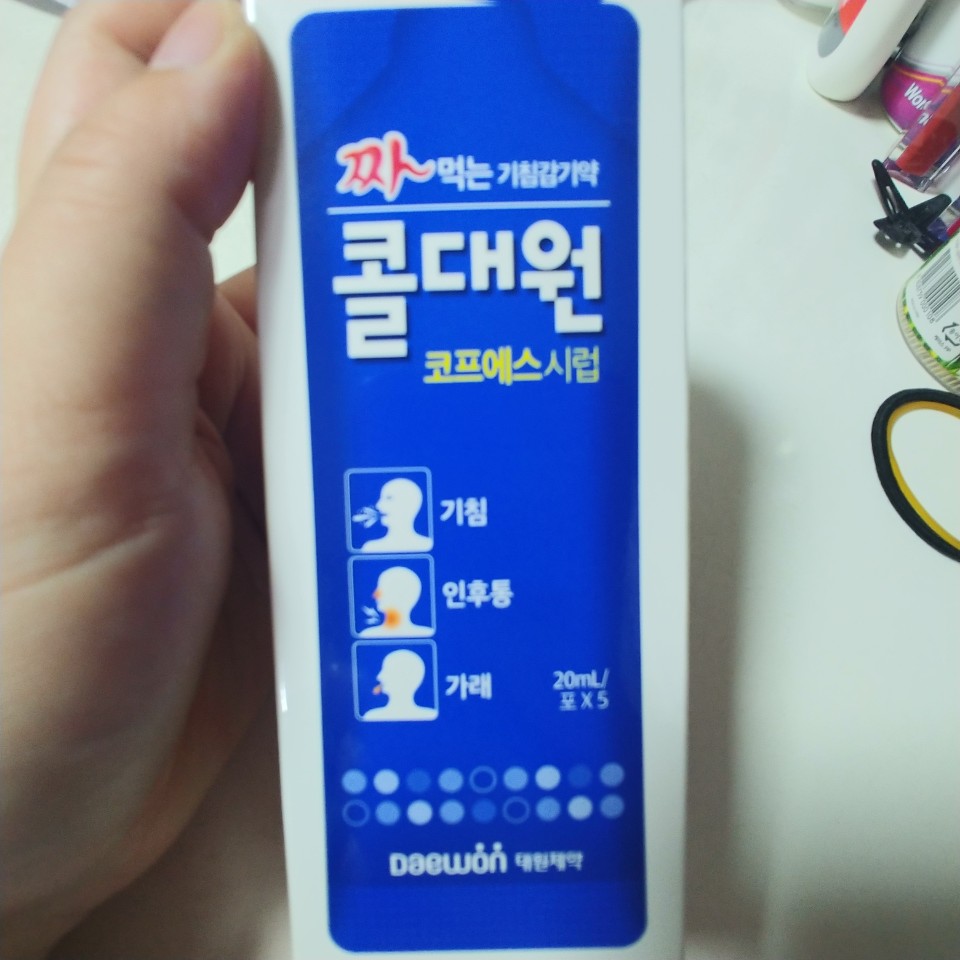 짜~먹는 기침감기약
콜대원
코프에스시럽
기침
인후통
가래
20mL/
포 X 5
Daewon 대원제약